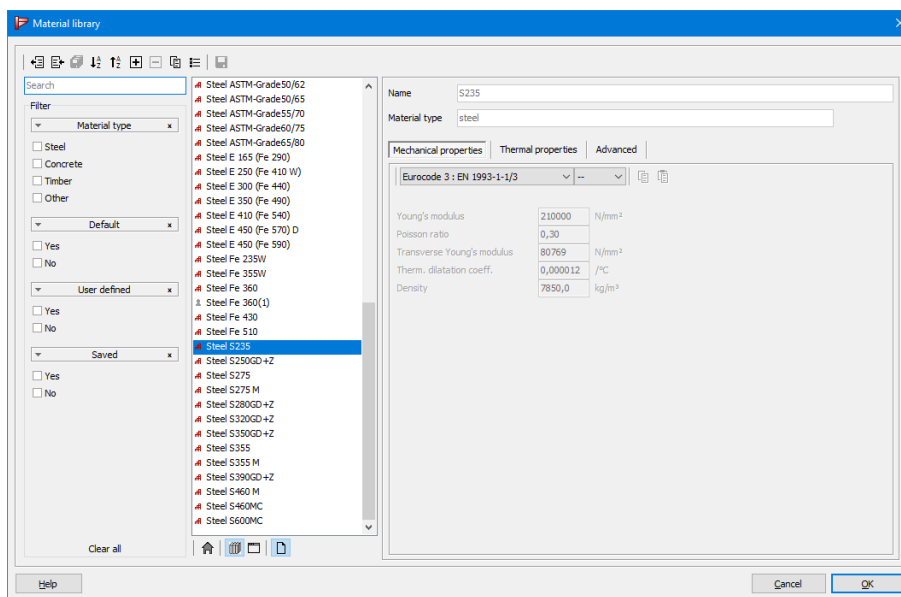 Material library
Search
Filter
Material type
Steel
Concrete
Timber
Other
Default
Yes
No
User defined
Yes
No
Saved
Yes
No
Clear all
Steel ASTM-Grade50/62
Steel ASTM-Grade50/65
Steel ASTM-Grade55/70
Steel ASTM-Grade60/75
Steel ASTM-Grade65/80
Steel E 165 (Fe 290)
Steel E 250 (Fe 410 W)
Steel E 300 (Fe 440)
Steel E 350 (Fe 490)
Steel E 410 (Fe 540)
Steel E 450 (Fe 570) D
Steel E 450 (Fe 590)
Steel Fe 235W
Steel Fe 355W
Steel Fe 360
Steel Fe 360(1)
Steel Fe 430
Steel Fe 510
Steel S235
Steel S250GD+Z
Steel S275
Steel S275 M
Steel S280GD+Z
Steel S320GD+Z
Steel S350GD+Z
Steel S355
Steel S355 M
Steel S390GD+Z
Steel S460 M
Steel S460MC
Steel S600MC
Name S235
Material type steel
Mechanical properties Thermal properties Advanced
Eurocode 3 : EN 1993-1-1/3 --
Young's modulus 210000 N/mm²
Poisson ratio 0,30
Transverse Young's modulus 80769 N/mm²
Therm. dilatation coeff. 0,000012 /°C
Density 7850,0 kg/m³
Help Cancel OK